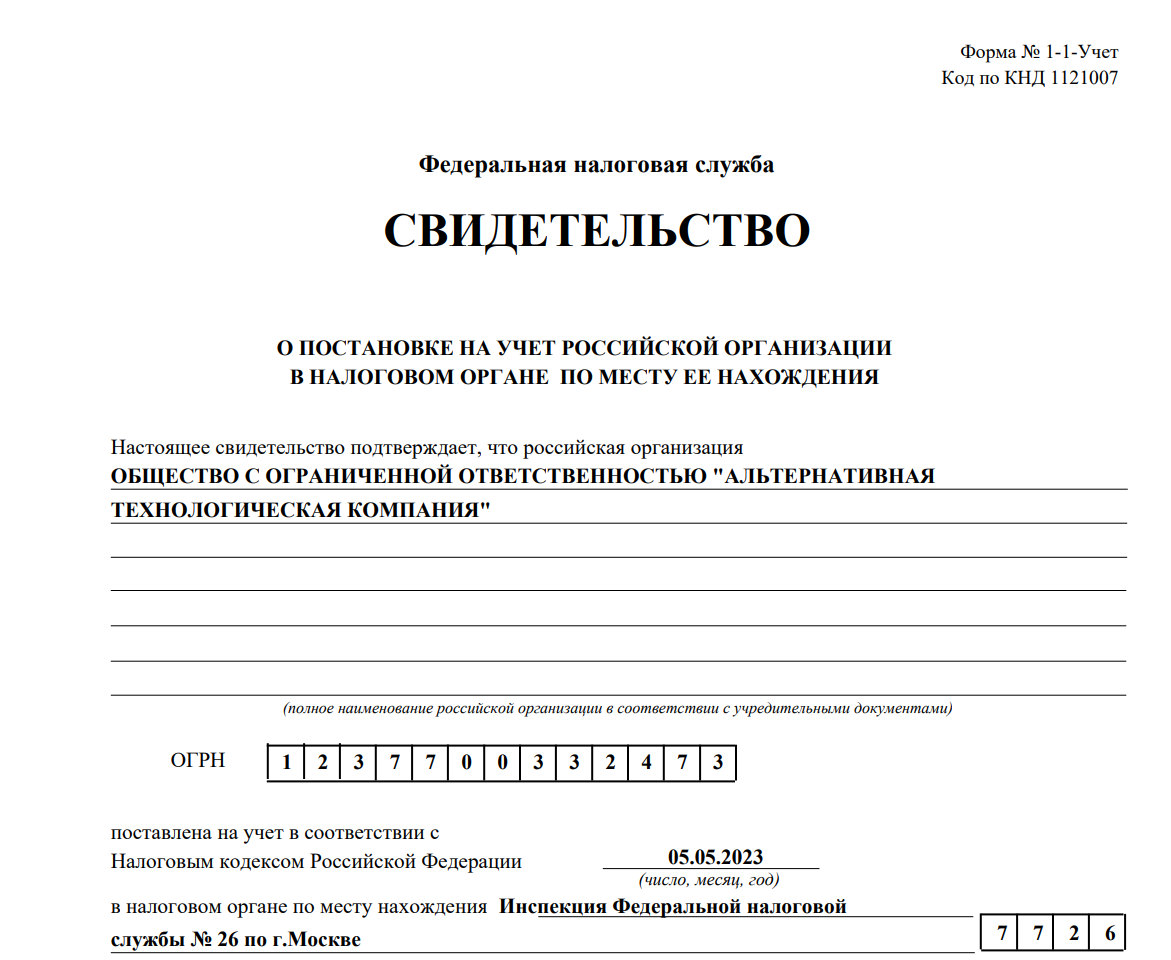 Форма № 1-1-Учет
Код по КНД 1121007
Федеральная налоговая служба
СВИДЕТЕЛЬСТВО
О ПОСТАНОВКЕ НА УЧЕТ РОССИЙСКОЙ ОРГАНИЗАЦИИ
В НАЛОГОВОМ ОРГАНЕ ПО МЕСТУ ЕЕ НАХОЖДЕНИЯ
Настоящее свидетельство подтверждает, что российская организация
ОБЩЕСТВО С ОГРАНИЧЕННОЙ ОТВЕТСТВЕННОСТЬЮ "АЛЬТЕРНАТИВНАЯ
ТЕХНОЛОГИЧЕСКАЯ КОМПАНИЯ"
(полное наименование российской организации в соответствии с учредительными документами)
ОГРН 1 2 3 7 7 0 0 3 3 2 4 7 3
поставлена на учет в соответствии с
Налоговым кодексом Российской Федерации 05.05.2023
(число, месяц, год)
в налоговом органе по месту нахождения Инспекция Федеральной налоговой
службы № 26 по г.Москве 7 7 2 6